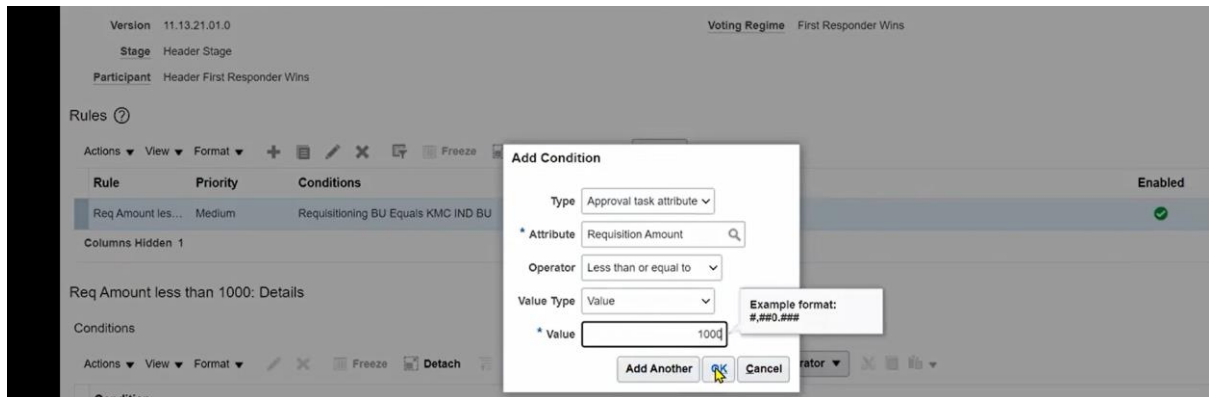 Version 11.13.21.01.0 Voting Regime First Responder Wins
Stage Header Stage
Participant Header First Responder Wins
Rules ?
Actions View Format Freeze
Add Condition
Rule Priority Conditions Enabled
Type Approval task attribute
Req Amount les... Medium Requisitioning BU Equals KMC IND BU
* Attribute Requisition Amount
Columns Hidden 1
Operator Less than or equal to
Req Amount less than 1000: Details
Value Type Value
Example format:
#,##0.###
Conditions
* Value 1000
Actions View Format Freeze Detach
Add Another OK Cancel